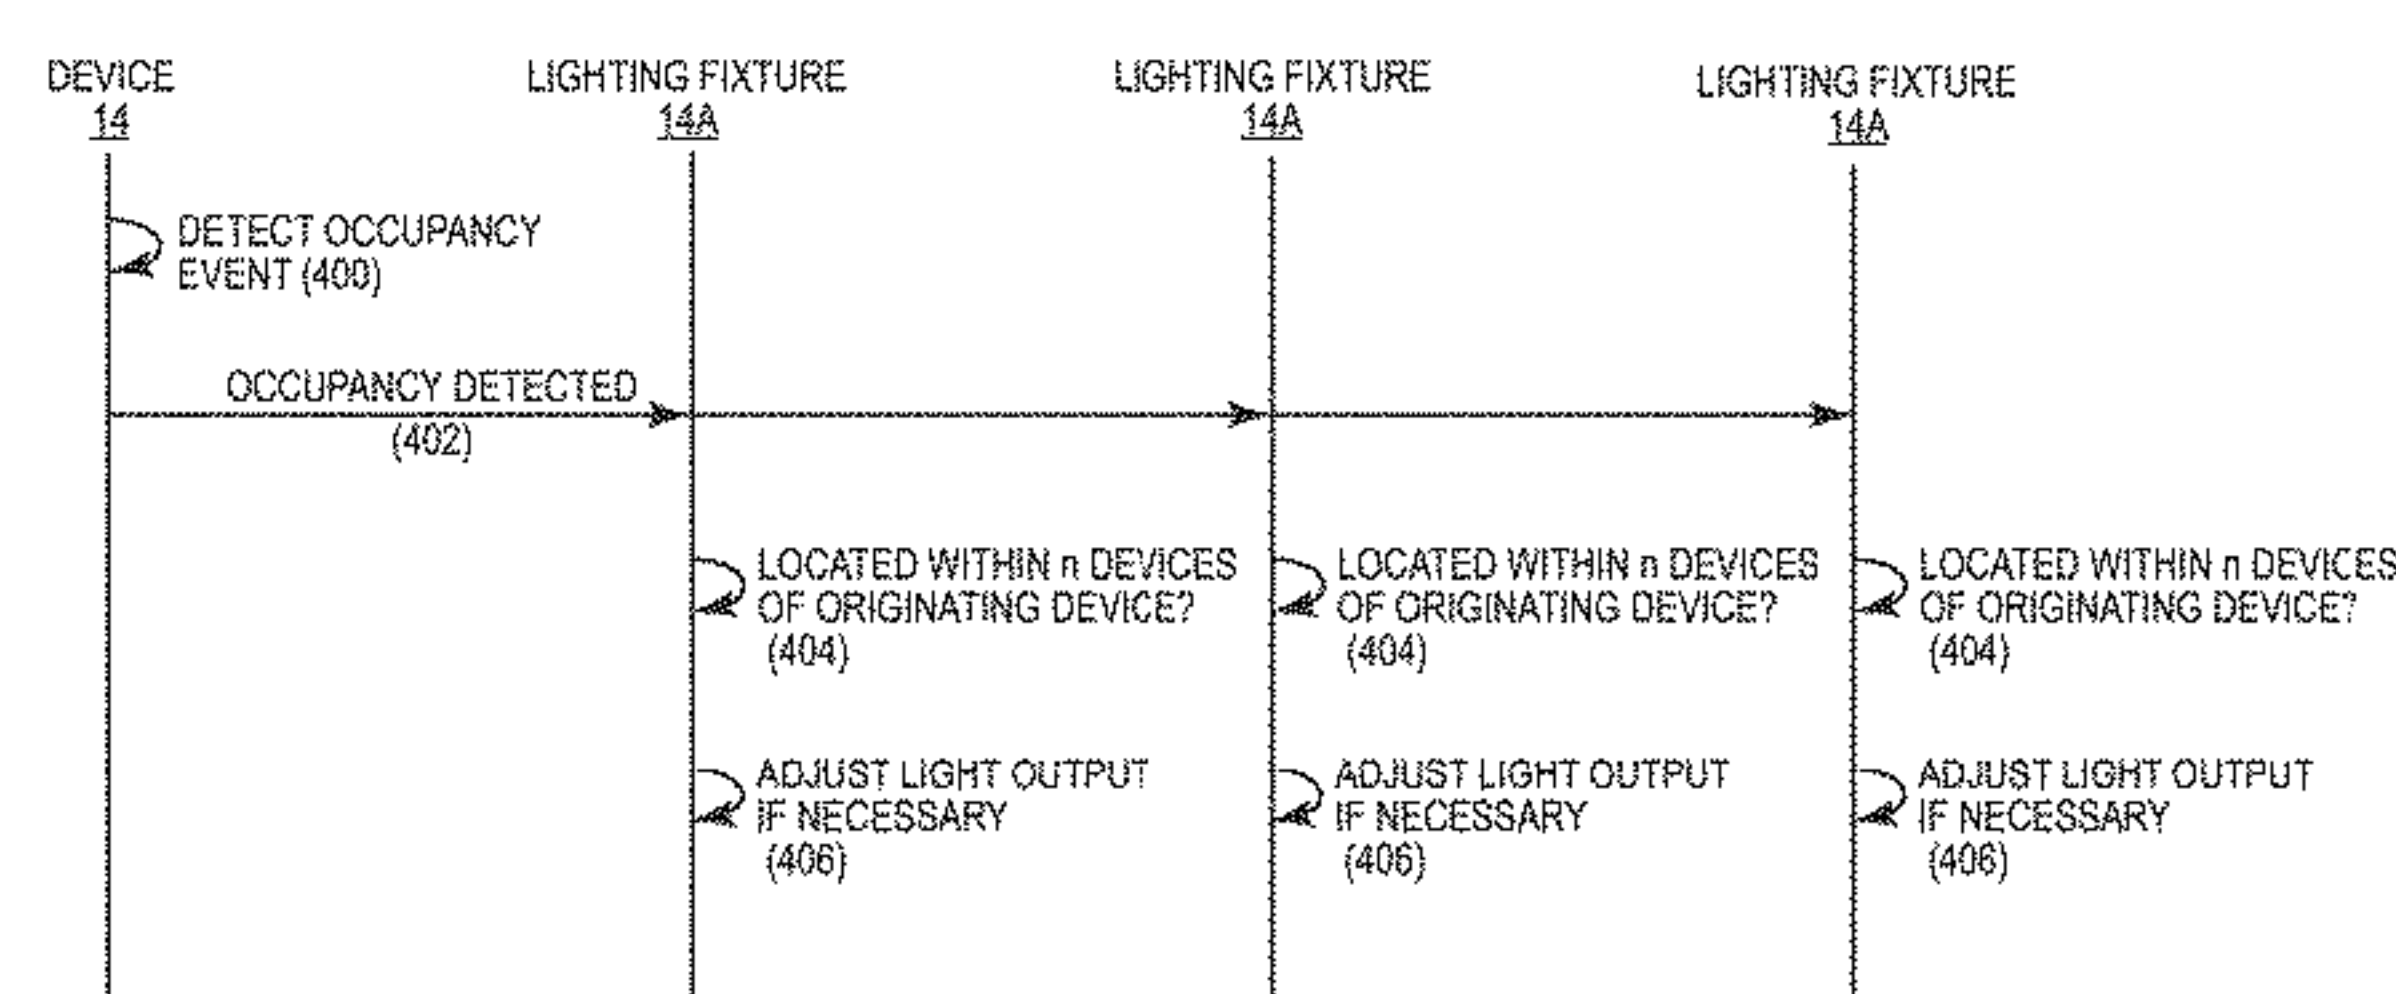 DEVICE
14
LIGHTING FIXTURE
14A
LIGHTING FIXTURE
14A
LIGHTING FIXTURE
14A
DETECT OCCUPANCY
EVENT (400)
OCCUPANCY DETECTED
(402)
LOCATED WITHIN n DEVICES
OF ORIGINATING DEVICE?
(404)
LOCATED WITHIN n DEVICES
OF ORIGINATING DEVICE?
(404)
LOCATED WITHIN n DEVICES
OF ORIGINATING DEVICE?
(404)
ADJUST LIGHT OUTPUT
IF NECESSARY
(406)
ADJUST LIGHT OUTPUT
IF NECESSARY
(406)
ADJUST LIGHT OUTPUT
IF NECESSARY
(406)